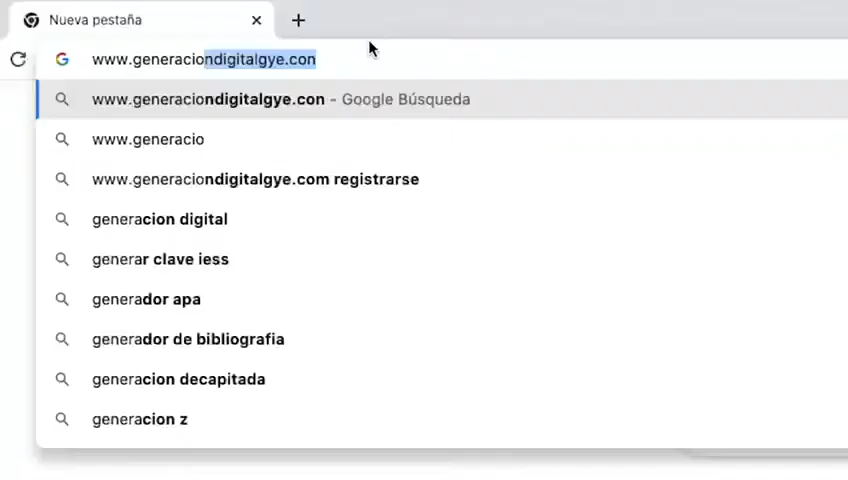 Nueva pestaña
www.generaciondigitalgye.con
www.generaciondigitalgye.con - Google Búsqueda
www.generacio
www.generaciondigitalgye.com registrarse
generacion digital
generar clave iess
generador apa
generador de bibliografia
generacion decapitada
generacion z